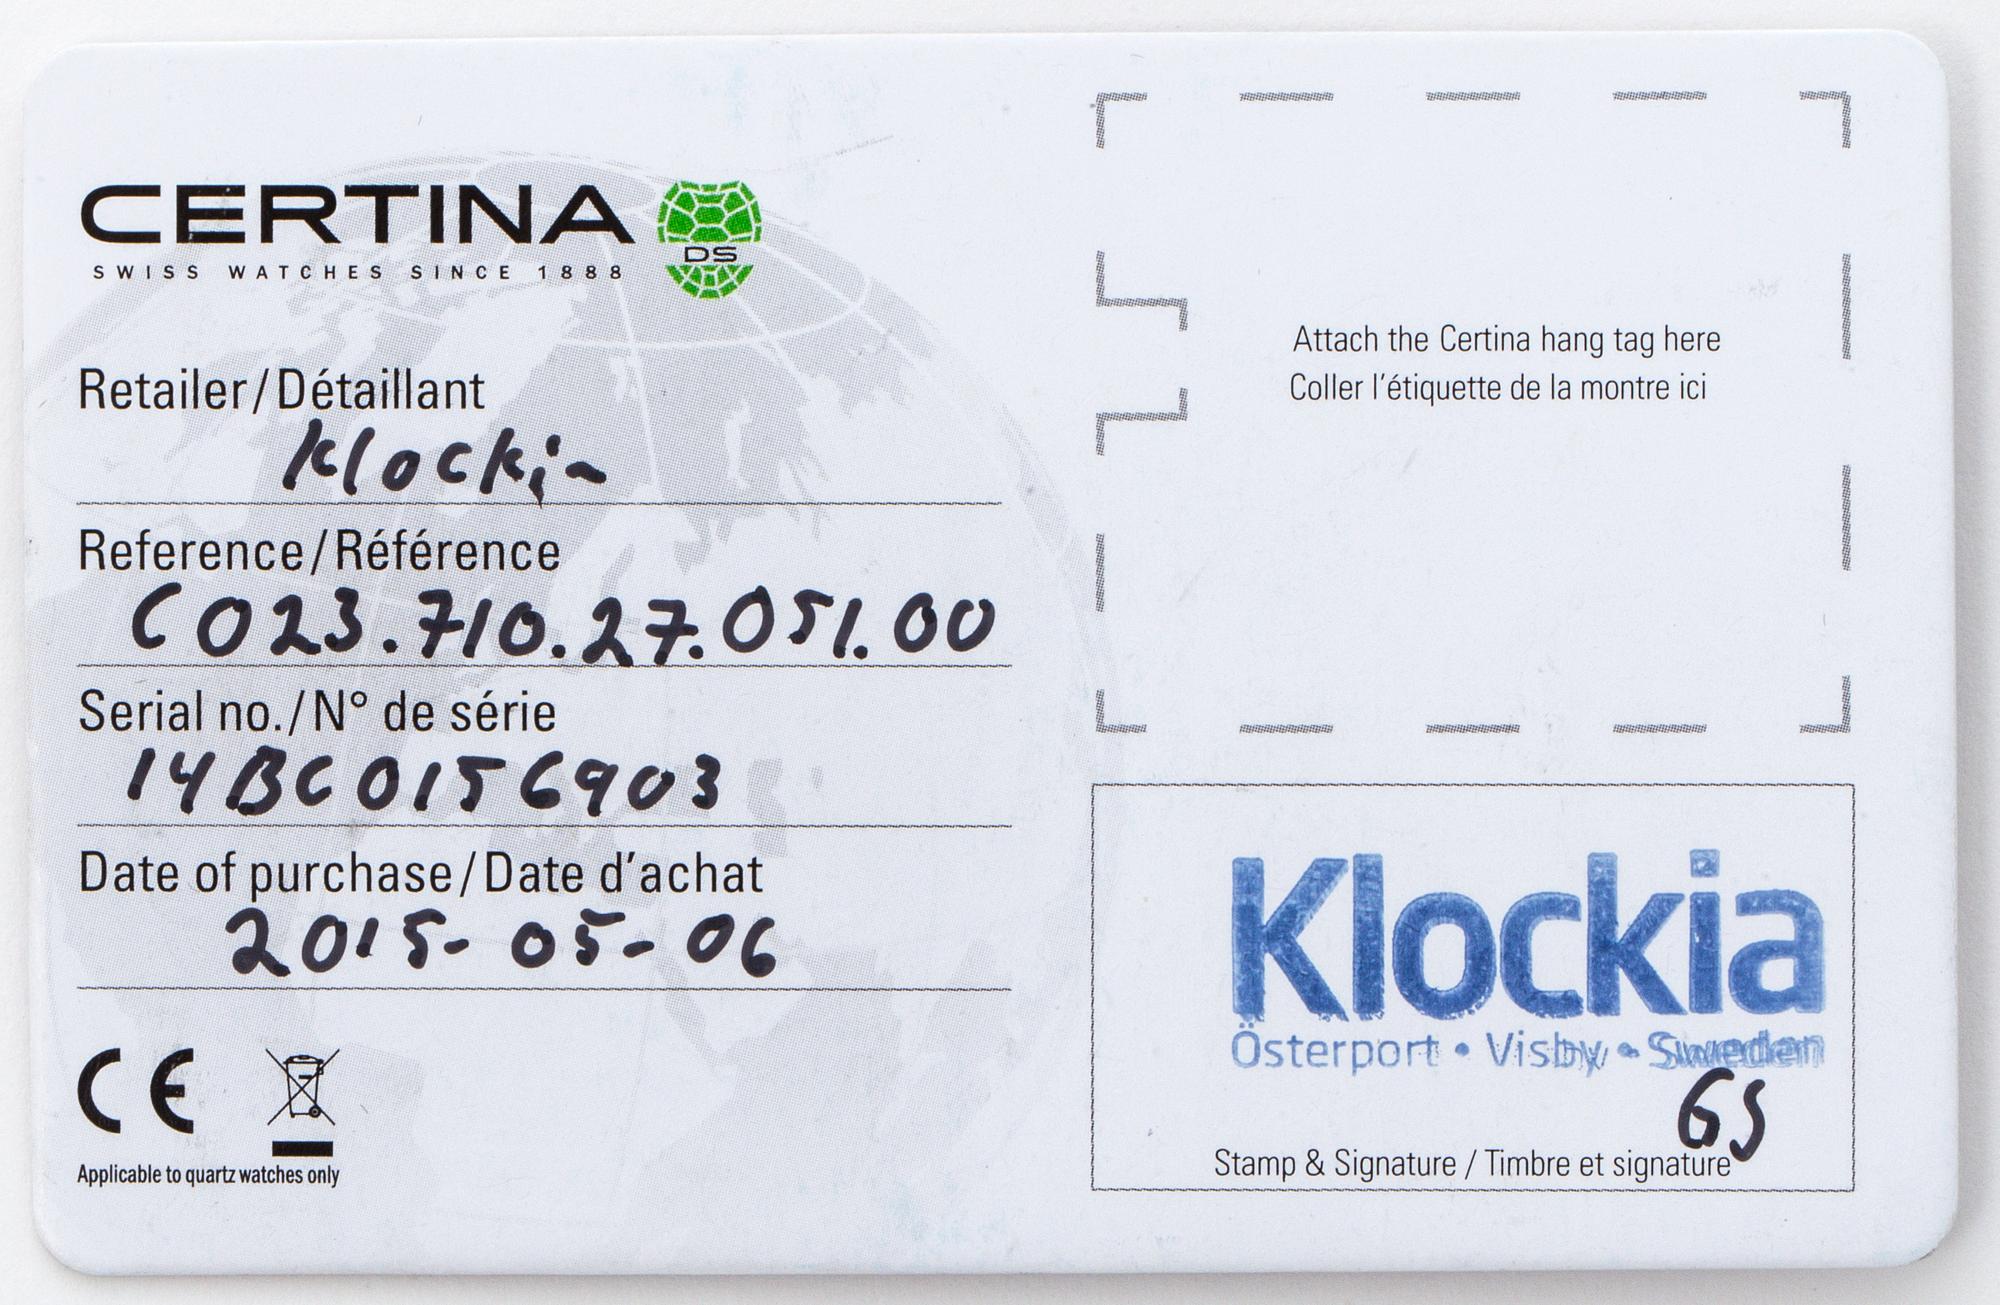 CERTINA
DS
SWISS WATCHES SINCE 1888
Retailer/Détaillant
Klockia
Reference/Référence
C023.710.27.051.00
Serial no./N° de série
14BC0156903
Date of purchase/Date d'achat
2015-05-06
CE
Applicable to quartz watches only
Attach the Certina hang tag here
Coller l'étiquette de la montre ici
Klockia
Österport • Visby • Sweden
GS
Stamp & Signature / Timbre et signature